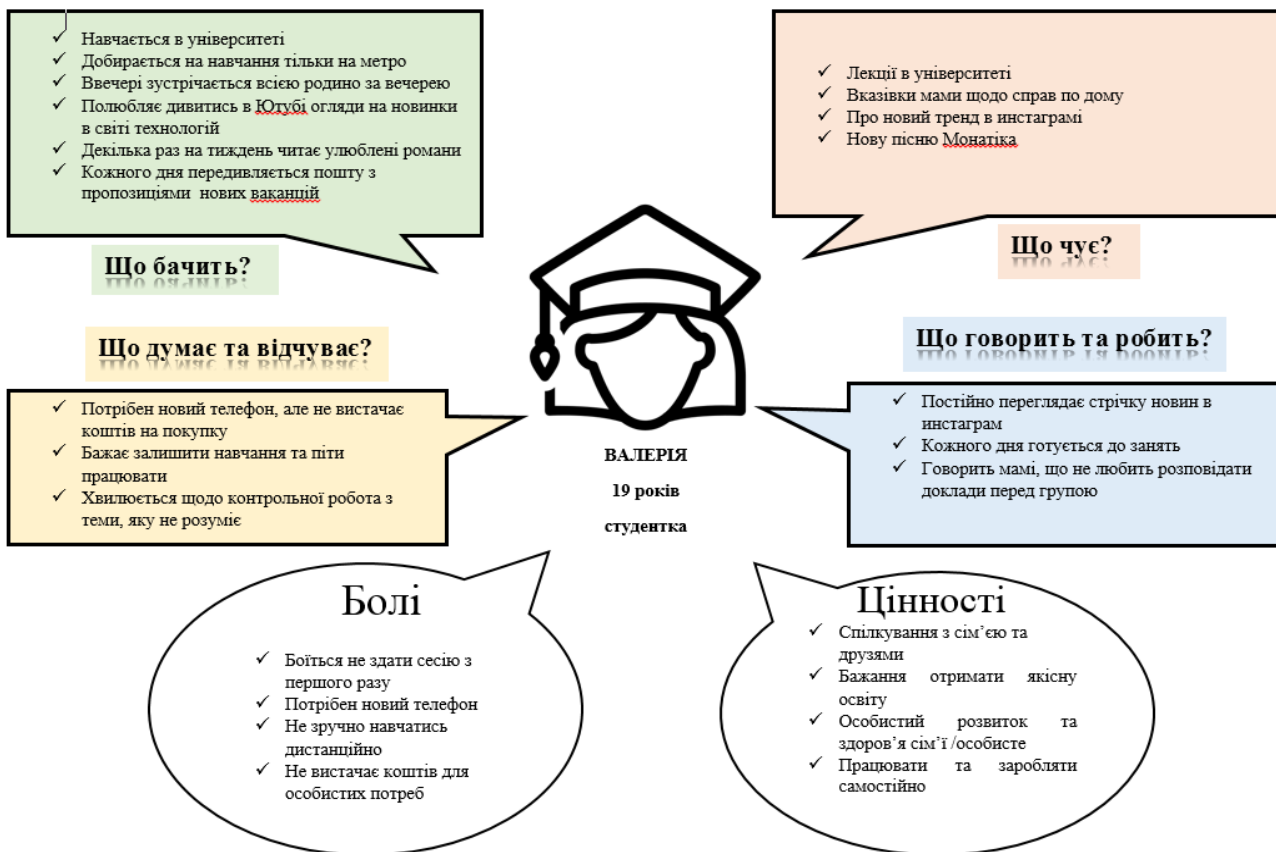 Навчається в університеті
Добирається на навчання тільки на метро
Ввечері зустрічається всією родино за вечерею
Полюбляє дивитись в Ютубі огляди на новинки
в світі технологій
Декілька раз на тиждень читає улюблені романи
Кожного дня передивляється пошту з
пропозиціями нових ваканцій
Що бачить?
Лекції в університеті
Вказівки мами щодо справ по дому
Про новий тренд в инстаграмі
Нову пісню Монатіка
Що чує?
Що думає та відчуває?
Потрібен новий телефон, але не вистачає
коштів на покупку
Бажає залишити навчання та піти
працювати
Хвилюється щодо контрольної робота з
теми, яку не розуміє
Що говорить та робить?
Постійно переглядає стрічку новин в
инстаграм
Кожного дня готується до занять
Говорить мамі, що не любить розповідати
доклади перед групою
ВАЛЕРІЯ
19 років
студентка
Болі
Боїться не здати сесію з
першого разу
Потрібен новий телефон
Не зручно навчатись
дистанційно
Не вистачає коштів для
особистих потреб
Цінності
Спілкування з сім’єю та
друзями
Бажання отримати якісну
освіту
Особистий розвиток та
здоров’я сім’ї /особисте
Працювати та заробляти
самостійно